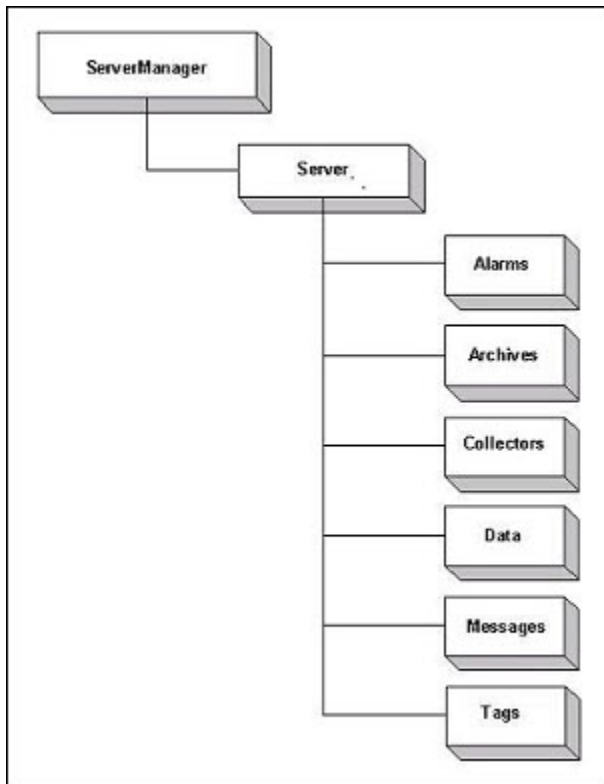 ServerManager
Server
Alarms
Archives
Collectors
Data
Messages
Tags